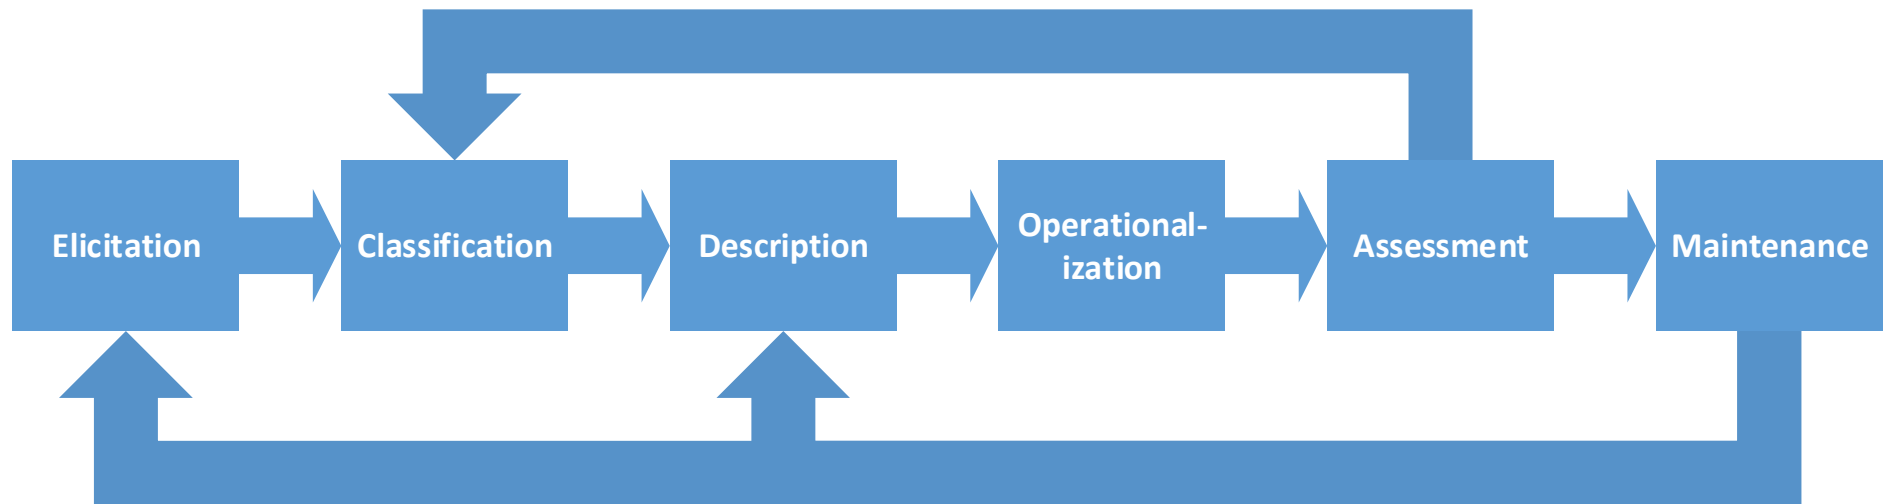 Elicitation
Classification
Description
Operational-
ization
Assessment
Maintenance